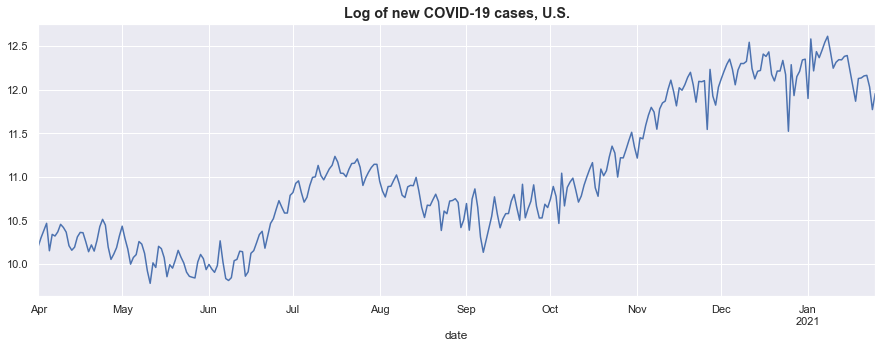 Log of new COVID-19 cases, U.S.
12.5
12.0
11.5
11.0
10.5
10.0
Apr May Jun Jul Aug Sep Oct Nov Dec Jan
2021
date